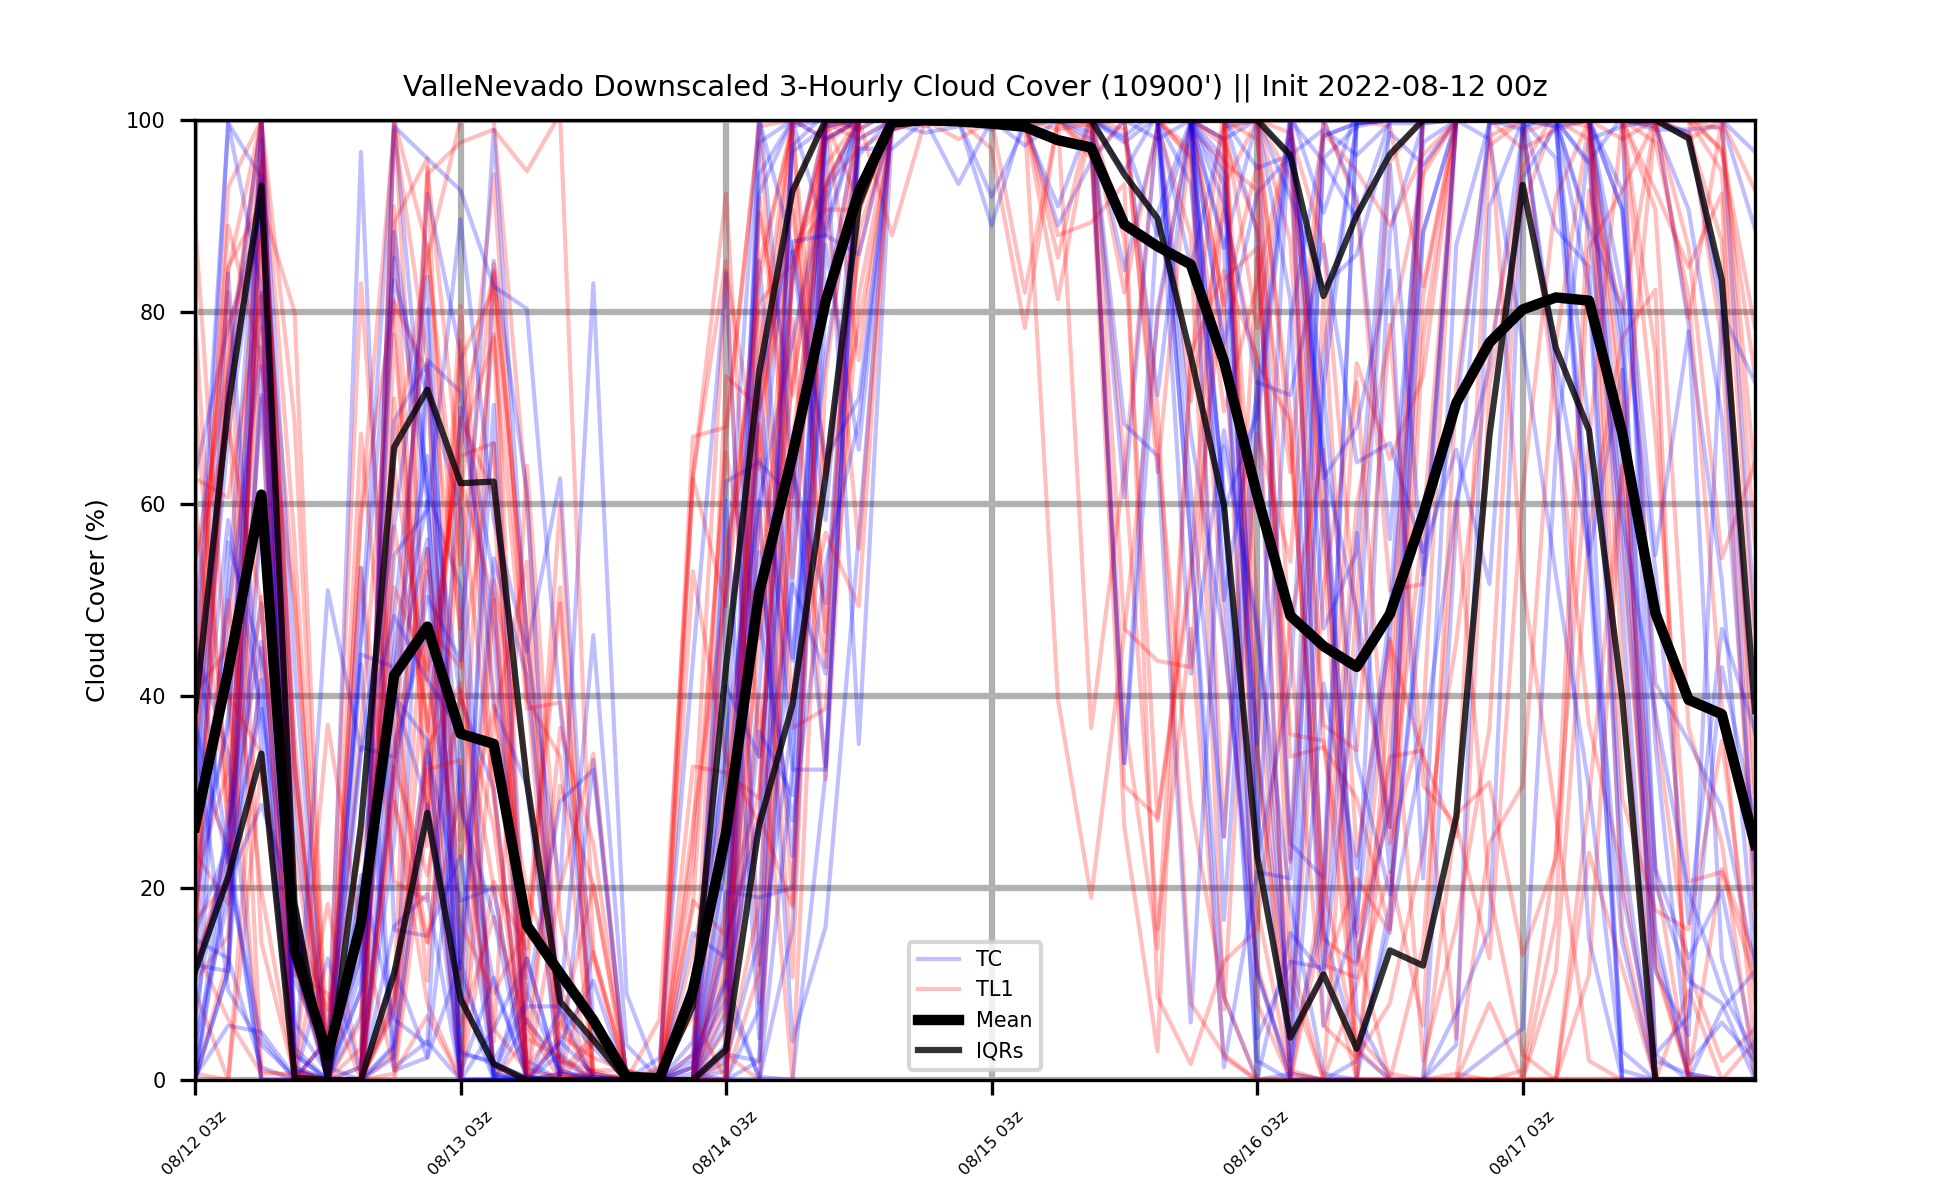 ValleNevado Downscaled 3-Hourly Cloud Cover (10900') || Init 2022-08-12 00z
Cloud Cover (%)
100
80
60
40
20
0
TC
TL1
Mean
IQRs
08/12 03z
08/13 03z
08/14 03z
08/15 03z
08/16 03z
08/17 03z